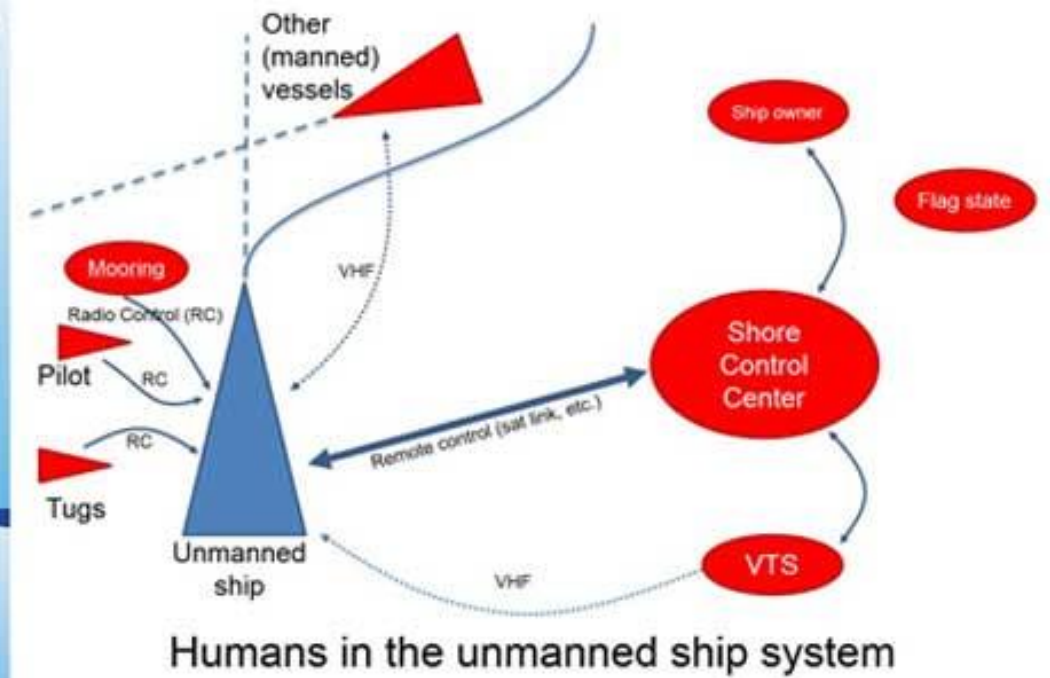 Other
(manned)
vessels
Ship owner
Flag state
Mooring
VHF
Radio Control (RC)
Pilot
RC
Shore
Control
Center
Remote control (sat link, etc.)
RC
Tugs
Unmanned
ship
VHF
VTS
Humans in the unmanned ship system